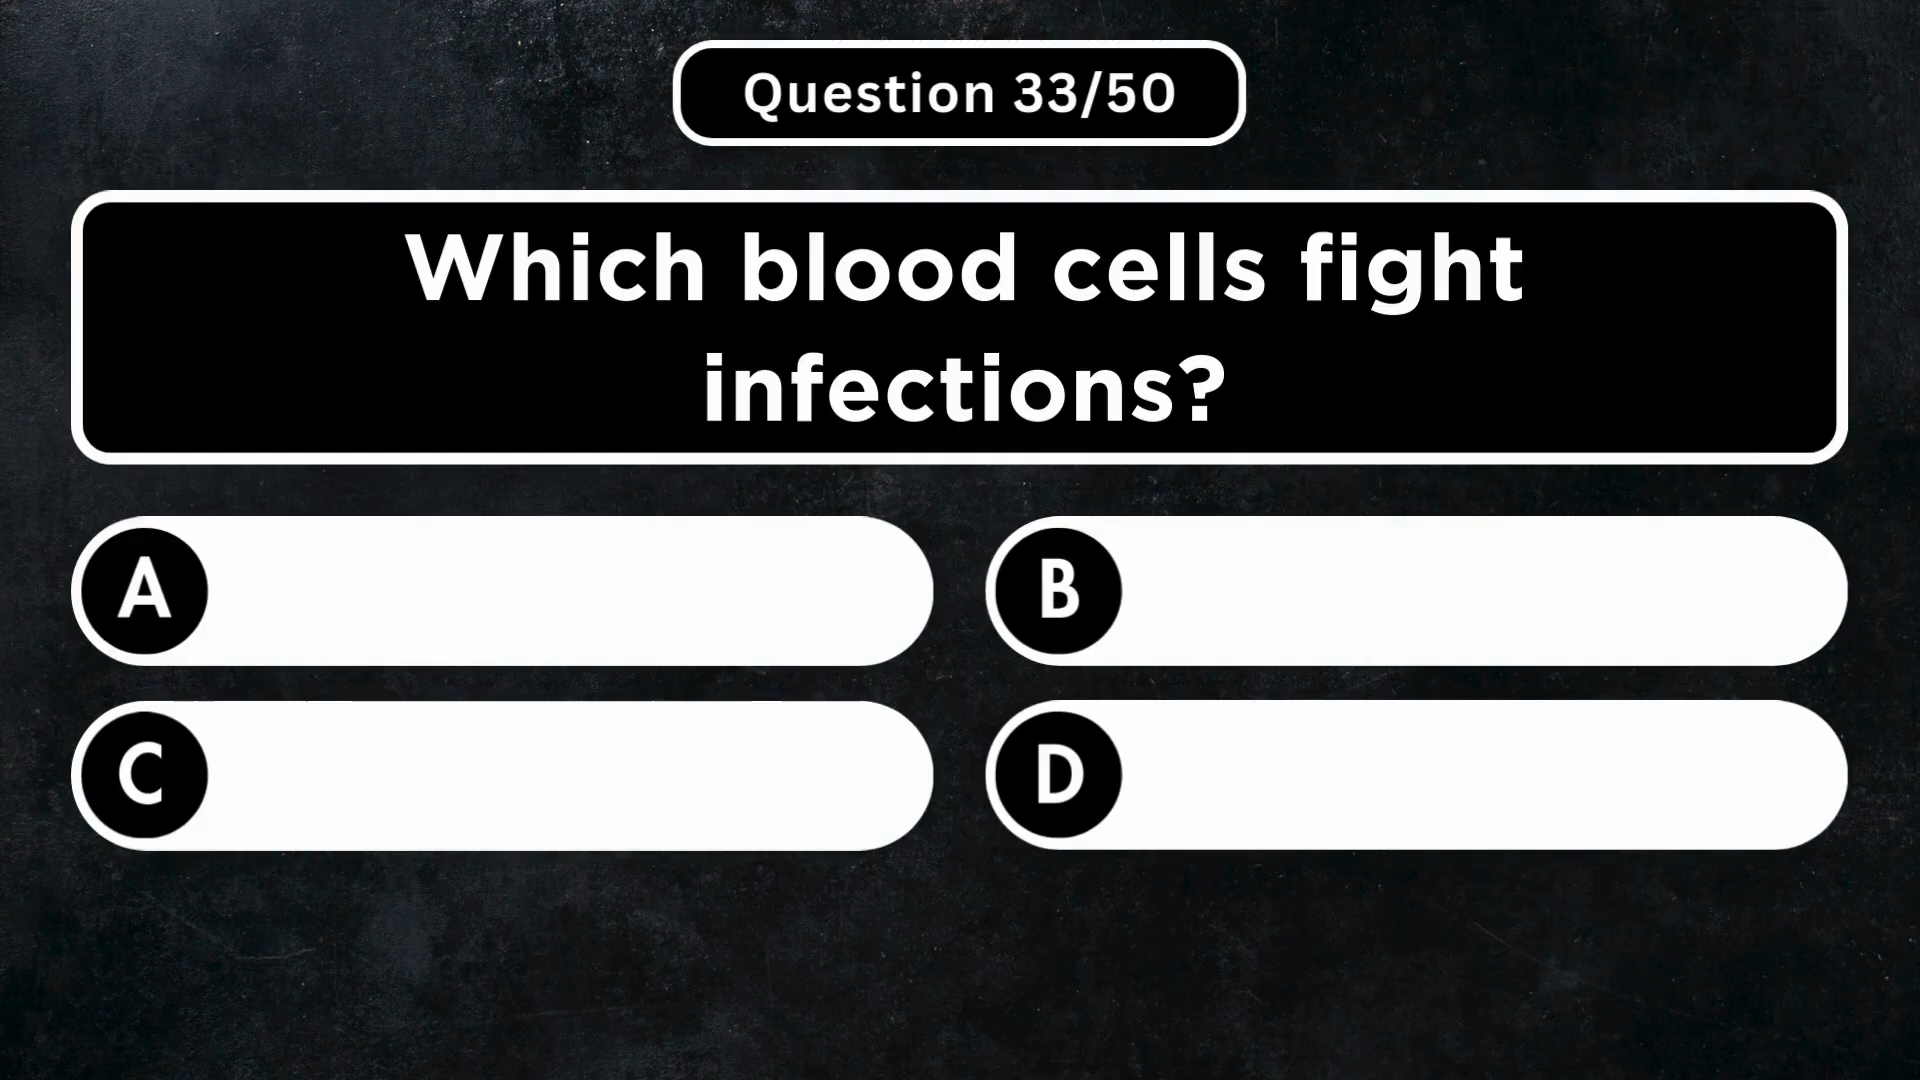 Question 33/50
Which blood cells fight
infections?
A
B
C
D